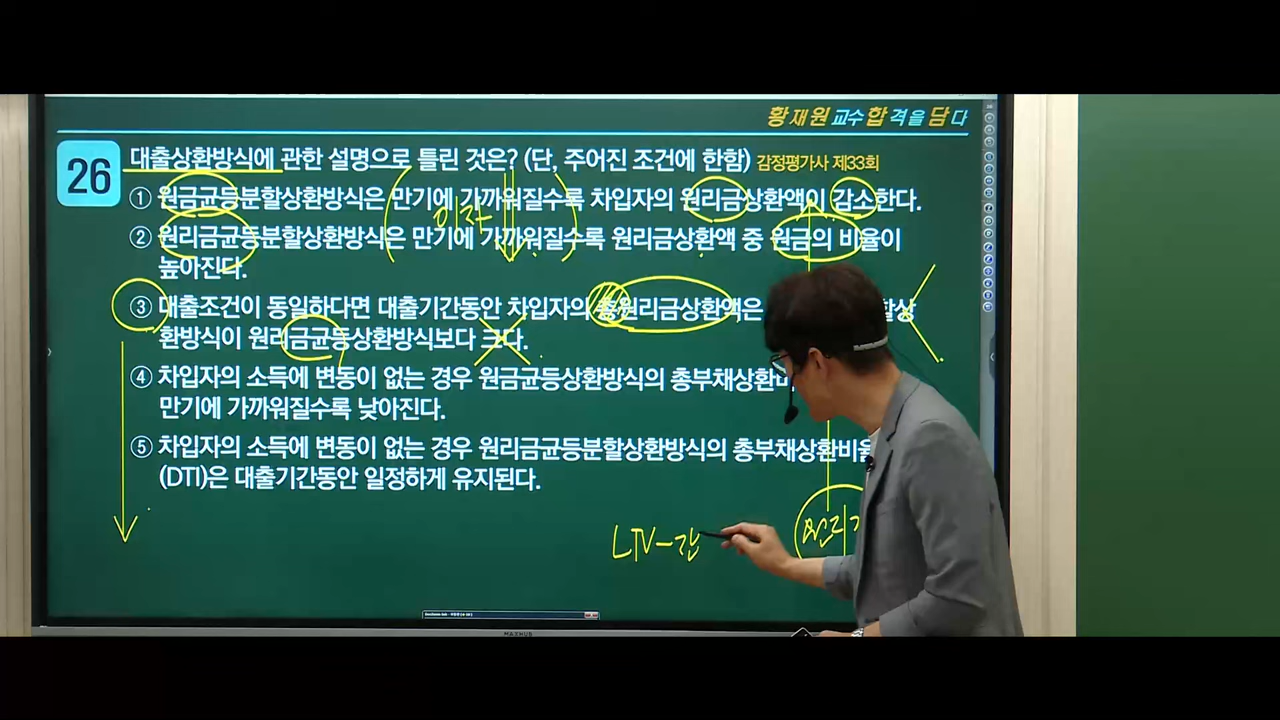 황재원 교수 합격을 담다
26 대출상환방식에 관한 설명으로 틀린 것은? (단, 주어진 조건에 한함) 감정평가사 제33회
① 원금균등분할상환방식은 만기에 가까워질수록 차입자의 원리금상환액이 감소한다.
이자
② 원리금균등분할상환방식은 만기에 가까워질수록 원리금상환액 중 원금의 비율이
높아진다.
③ 대출조건이 동일하다면 대출기간동안 차입자의 총원리금상환액은
환방식이 원리금균등상환방식보다 크다.
④ 차입자의 소득에 변동이 없는 경우 원금균등상환방식의 총부채상환비
만기에 가까워질수록 낮아진다.
⑤ 차입자의 소득에 변동이 없는 경우 원리금균등분할상환방식의 총부채상환비율
(DTI)은 대출기간동안 일정하게 유지된다.
LTV-
원리
MAXHUB